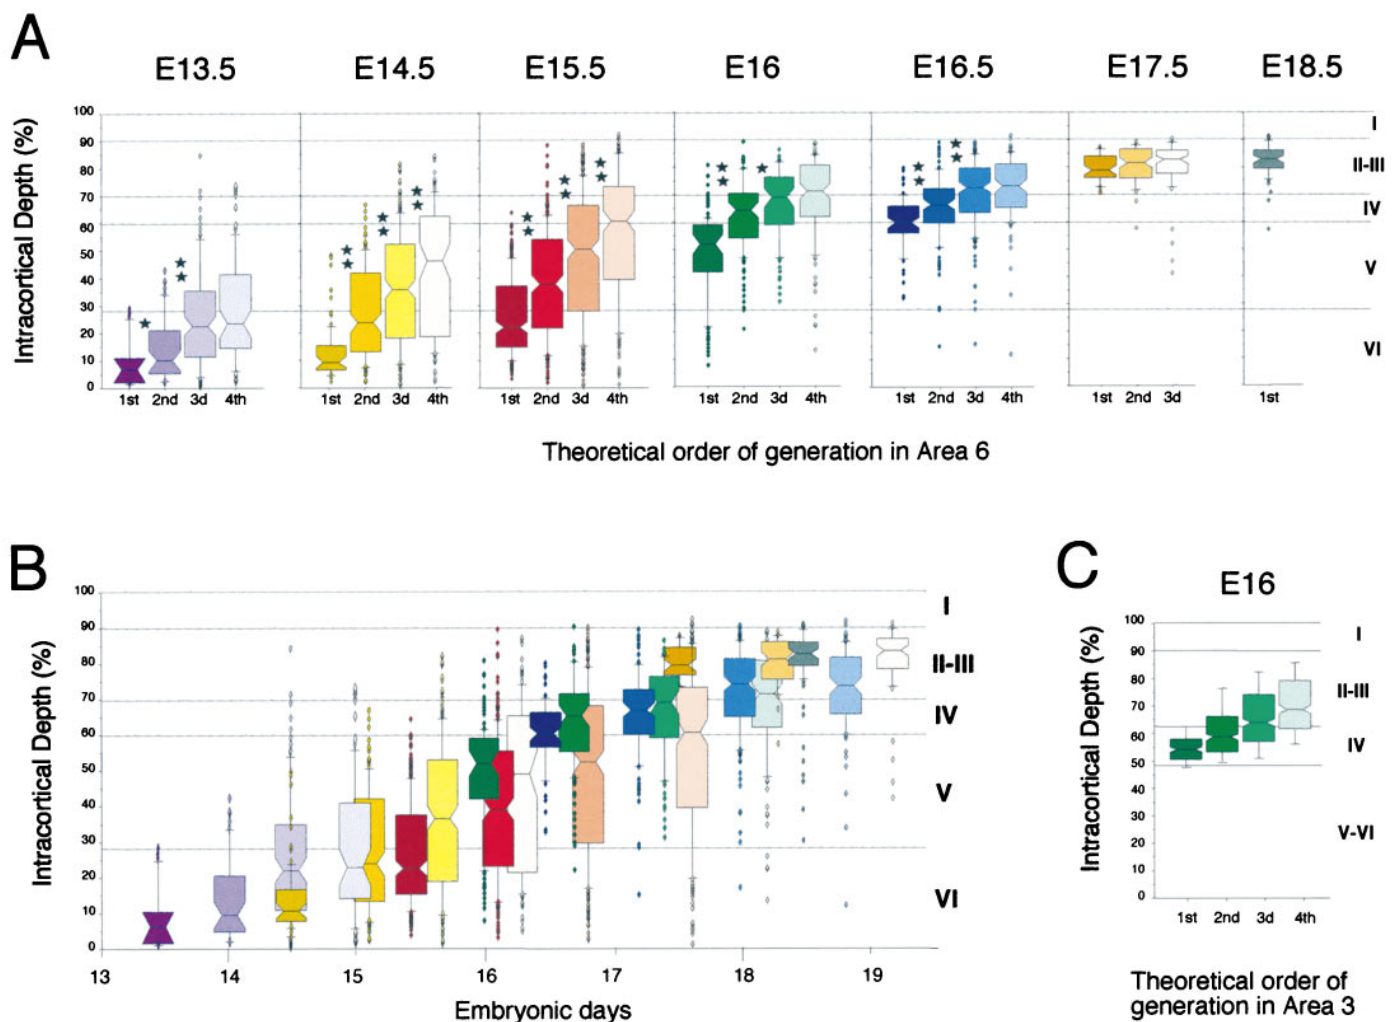 A
E13.5 E14.5 E15.5 E16 E16.5 E17.5 E18.5
Intracortical Depth (%)
100
90
80
70
60
50
40
30
20
10
0
I
II-III
IV
V
VI
1st 2nd 3d 4th 1st 2nd 3d 4th 1st 2nd 3d 4th 1st 2nd 3d 4th 1st 2nd 3d 4th 1st 2nd 3d 1st
Theoretical order of generation in Area 6
B
Intracortical Depth (%)
100
90
80
70
60
50
40
30
20
10
0
I
II-III
IV
V
VI
13 14 15 16 17 18 19
Embryonic days
C
E16
Intracortical Depth (%)
100
90
80
70
60
50
40
30
20
10
0
I
II-III
IV
V-VI
1st 2nd 3d 4th
Theoretical order of
generation in Area 3